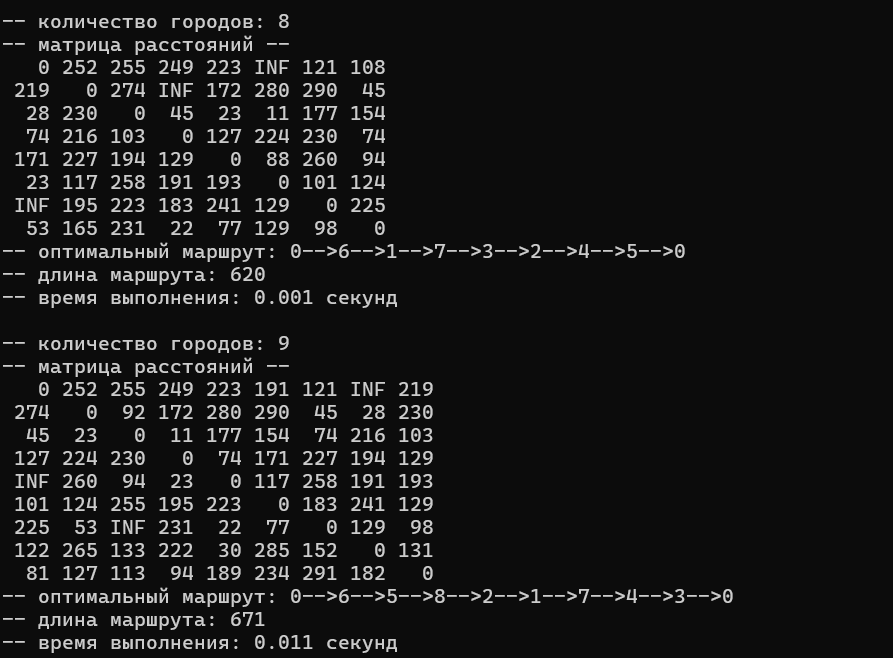 -- количество городов: 8
-- матрица расстояний --
   0 252 255 249 223 INF 121 108
 219   0 274 INF 172 280 290  45
  28 230   0  45  23  11 177 154
  74 216 103   0 127 224 230  74
 171 227 194 129   0  88 260  94
  23 117 258 191 193   0 101 124
 INF 195 223 183 241 129   0 225
  53 165 231  22  77 129  98   0
-- оптимальный маршрут: 0-->6-->1-->7-->3-->2-->4-->5-->0
-- длина маршрута: 620
-- время выполнения: 0.001 секунд

-- количество городов: 9
-- матрица расстояний --
   0 252 255 249 223 191 121 INF 219
 274   0  92 172 280 290  45  28 230
  45  23   0  11 177 154  74 216 103
 127 224 230   0  74 171 227 194 129
 INF 260  94  23   0 117 258 191 193
 101 124 255 195 223   0 183 241 129
 225  53 INF 231  22  77   0 129  98
 122 265 133 222  30 285 152   0 131
  81 127 113  94 189 234 291 182   0
-- оптимальный маршрут: 0-->6-->5-->8-->2-->1-->7-->4-->3-->0
-- длина маршрута: 671
-- время выполнения: 0.011 секунд